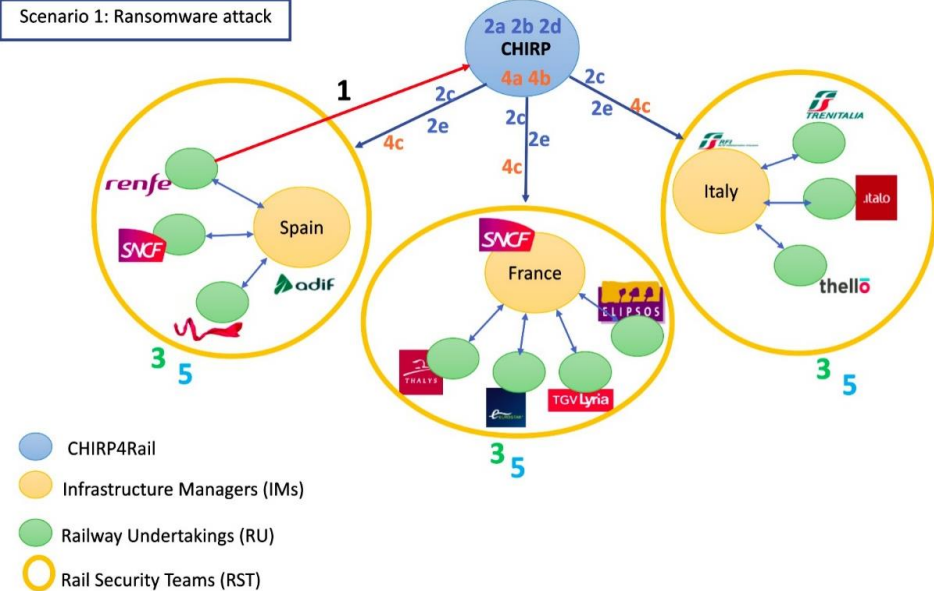 Scenario 1: Ransomware attack
2a 2b 2d
CHIRP
4a 4b
1
2c
2e
4c
2c
2e
4c
2c
2e
4c
renfe
SNCF
Spain
adif
3
5
SNCF
France
ELIPSOS
THALYS
TGV Lyria
3
5
TRENITALIA
RFI
Italy
.italo
thellō
3
5
CHIRP4Rail
Infrastructure Managers (IMs)
Railway Undertakings (RU)
Rail Security Teams (RST)